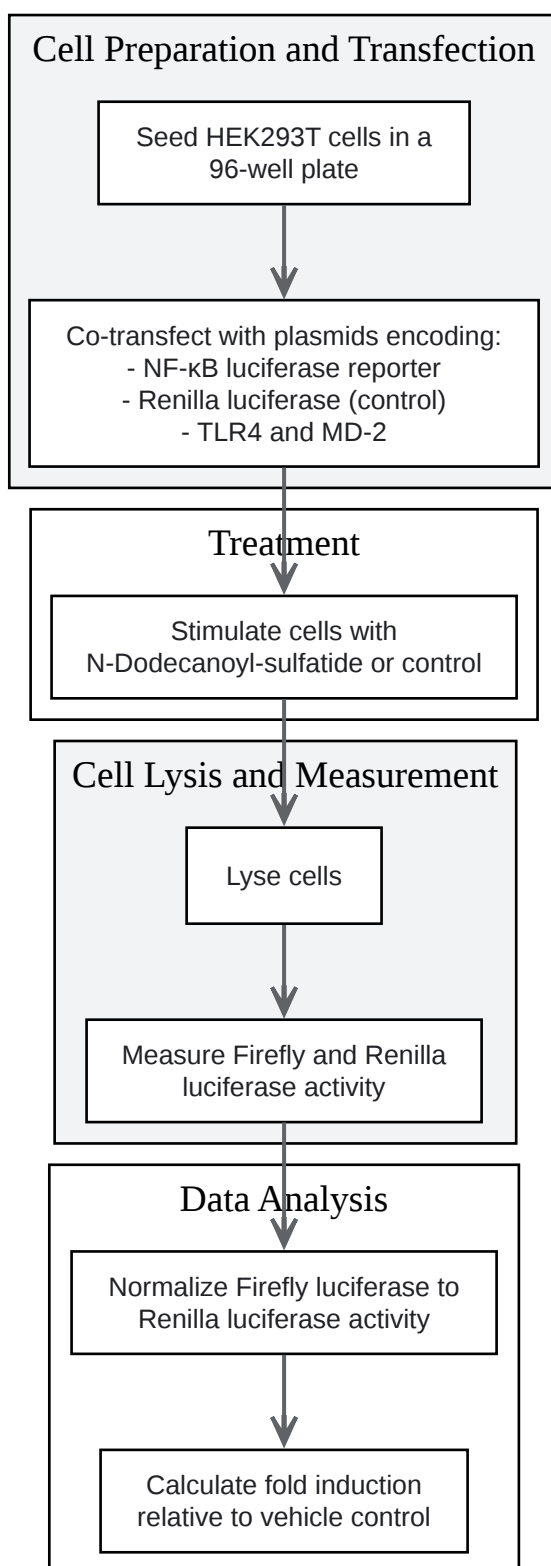 Cell Preparation and Transfection
Seed HEK293T cells in a
96-well plate
Co-transfect with plasmids encoding:
- NF-κB luciferase reporter
- Renilla luciferase (control)
- TLR4 and MD-2
Treatment
Stimulate cells with
N-Dodecanoyl-sulfatide or control
Cell Lysis and Measurement
Lyse cells
Measure Firefly and Renilla
luciferase activity
Data Analysis
Normalize Firefly luciferase to
Renilla luciferase activity
Calculate fold induction
relative to vehicle control